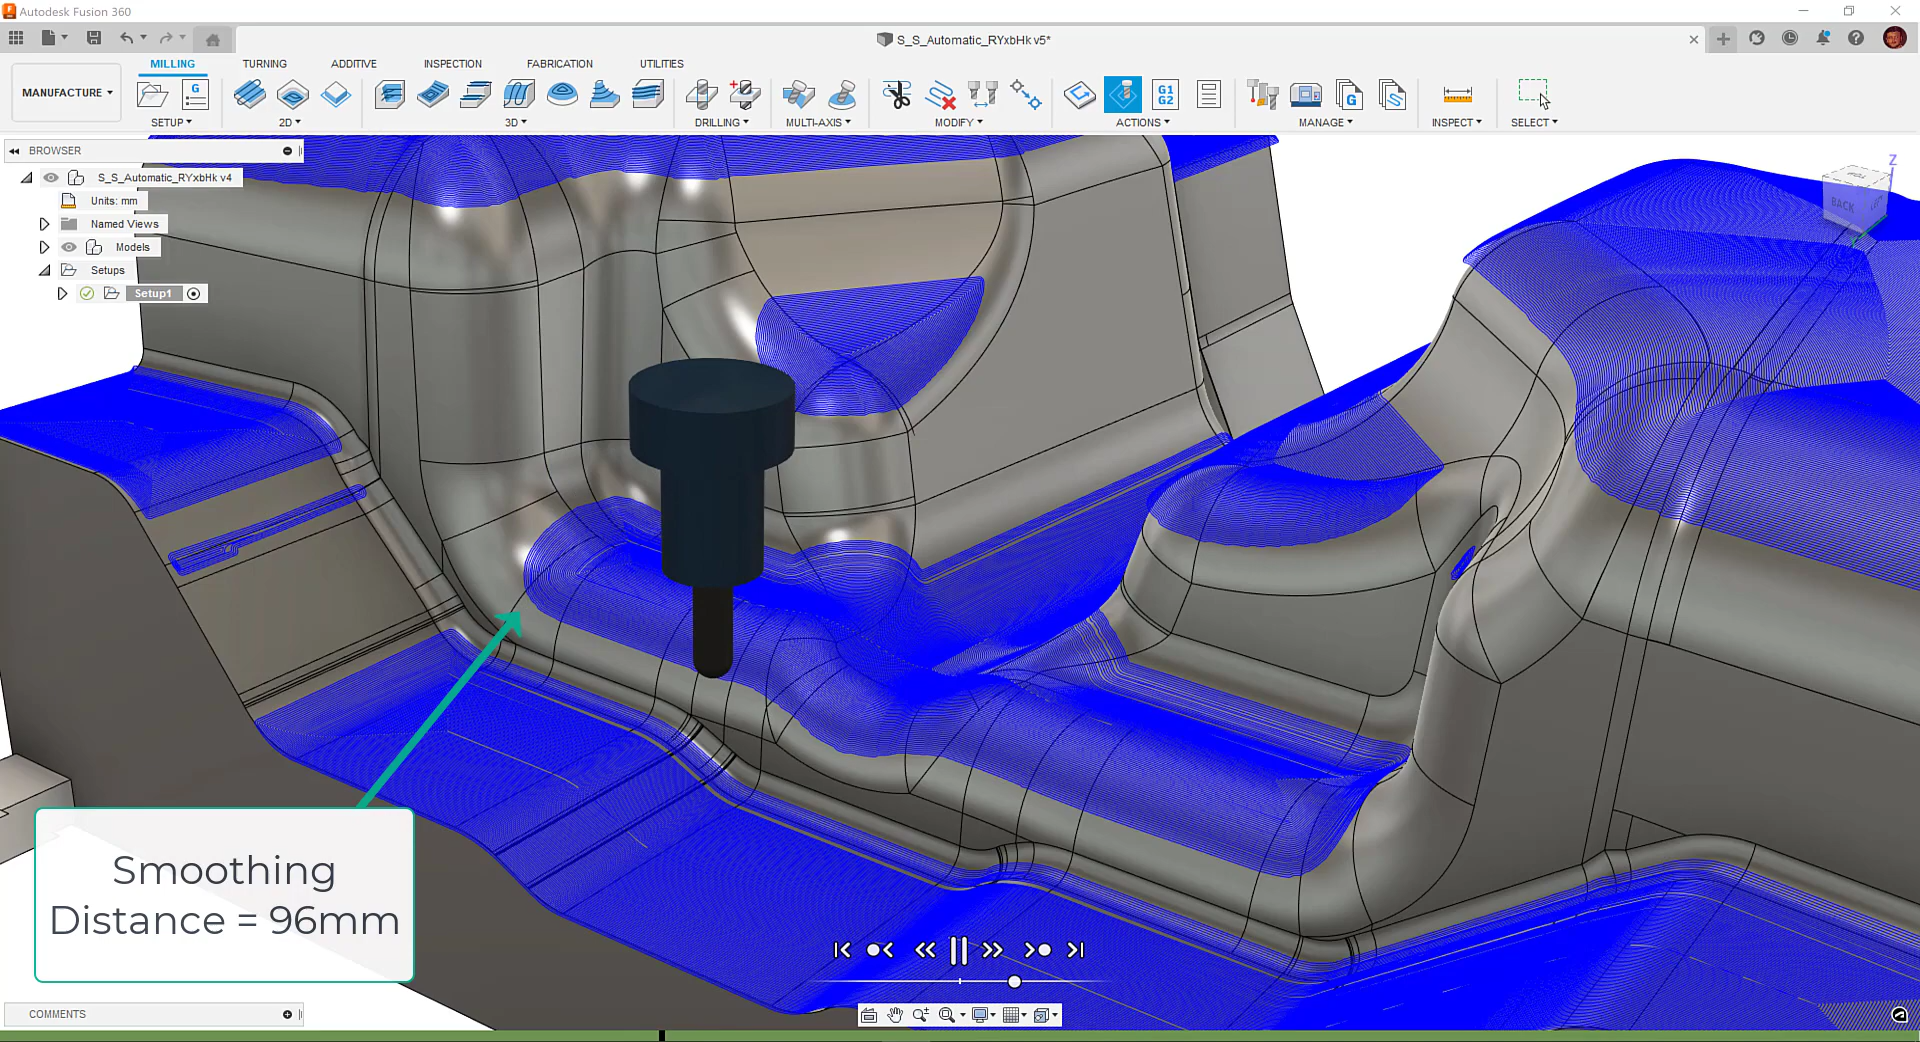 Autodesk Fusion 360
S_S_Automatic_RYxbHk v5*
MILLING TURNING ADDITIVE INSPECTION FABRICATION UTILITIES
MANUFACTURE
G
G1
G2
G
SETUP 2D 3D DRILLING MULTI-AXIS MODIFY ACTIONS MANAGE INSPECT SELECT
BROWSER
S_S_Automatic_RYxbHk v4
Units: mm
Named Views
Models
Setups
Setup1
Z
BACK
Smoothing
Distance = 96mm
COMMENTS